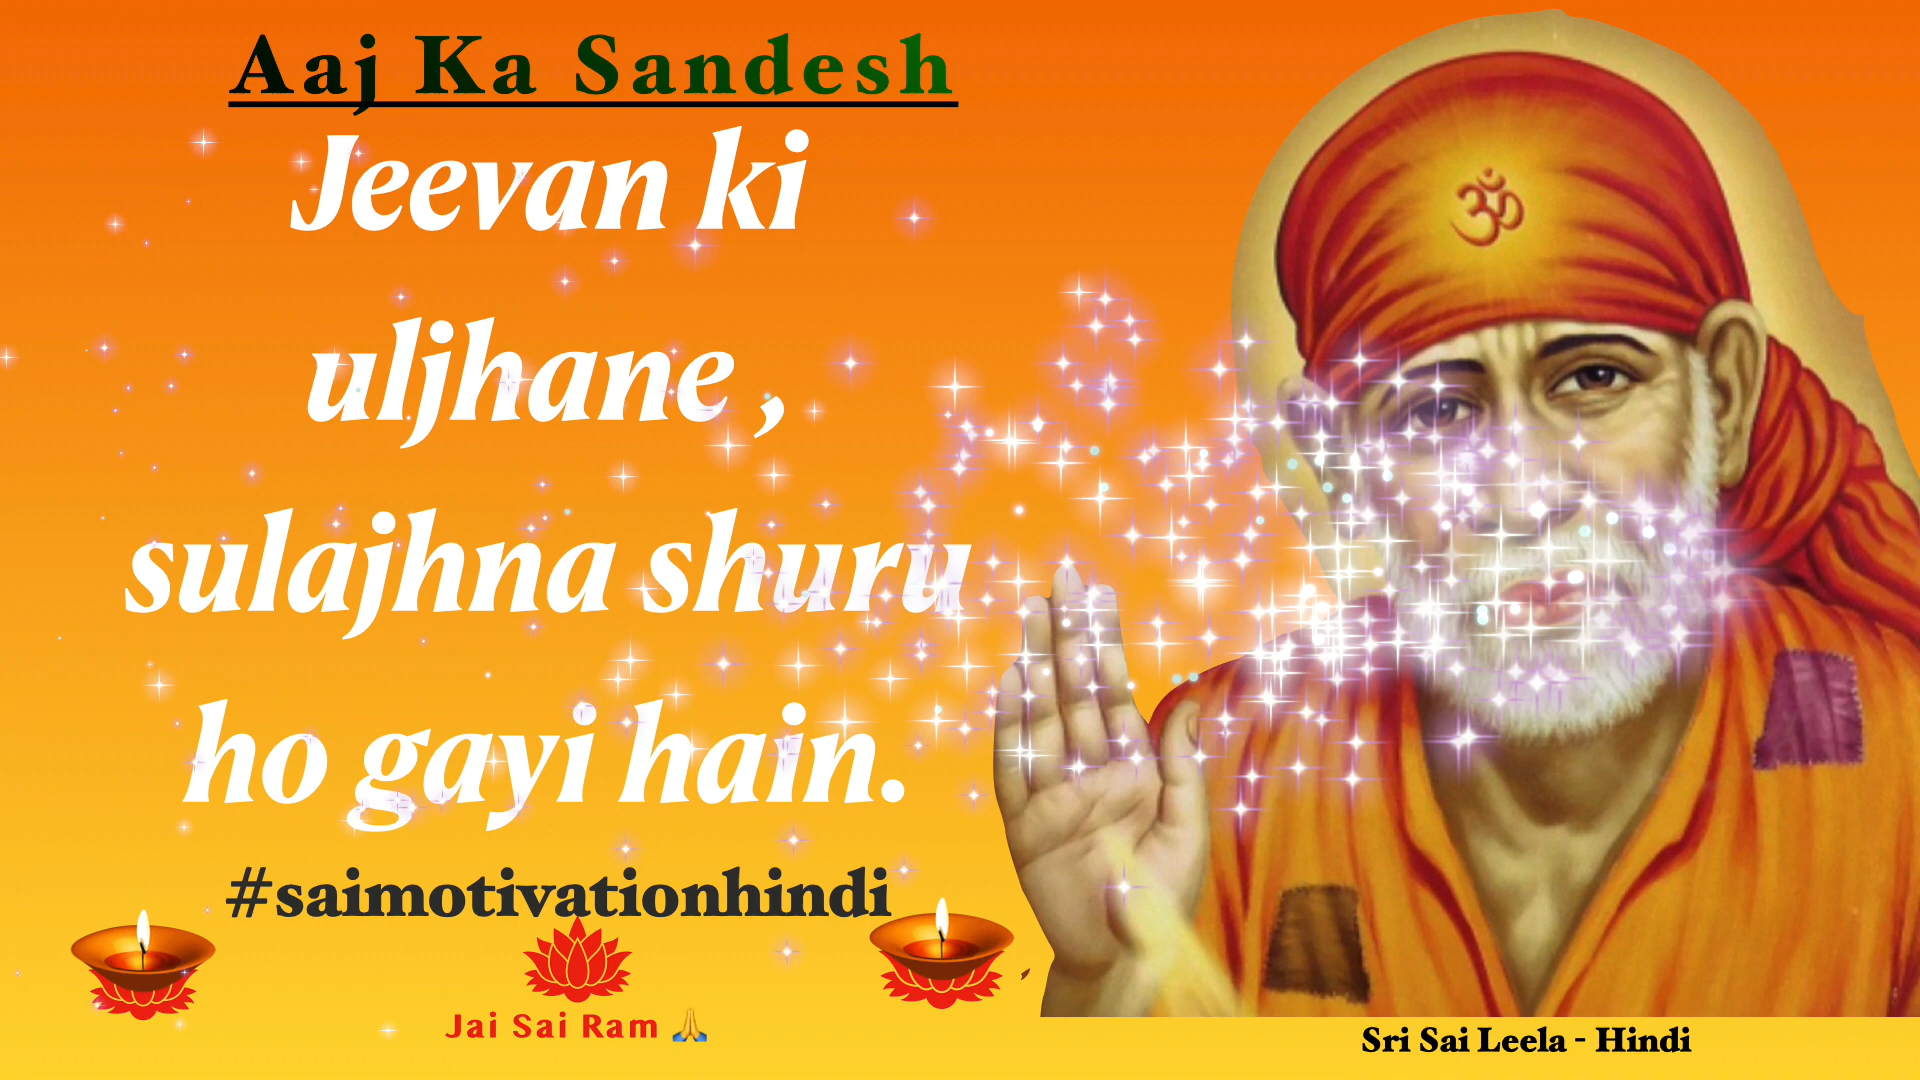 Aaj Ka Sandesh
Jeevan ki
uljhane ,
sulajhna shuru
ho gayi hain.
#saimotivationhindi
Jai Sai Ram 🙏
ॐ
Sri Sai Leela - Hindi